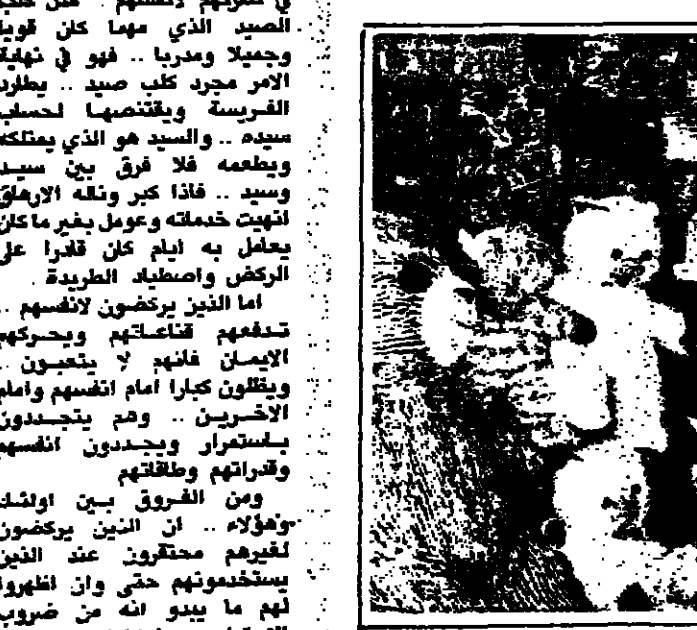 الصيد الذي مهما كان قويا
وجميلا ومدربا .. فهو في نهاية
الامر مجرد كلب صيد .. يطارد
الفريسة ويقتنصها لحساب
سيده .. والسيد هو الذي يمتلكه
ويطعمه فلا فرق بين سيد
وسيد .. فاذا كبر وناله الارهاق
انهيت خدماته وعومل بغير ما كان
يعامل به ايام كان قادرا على
الركض واصطياد الطريدة .
اما الذين يركضون لانفسهم ..
تدفعهم قناعاتهم ويحركهم
الايمان فانهم لا يتعبون ..
ويظلون كبارا امام انفسهم وامام
الاخرين .. وهم يتجددون
باستمرار ويجددون انفسهم
وقدراتهم وطاقاتهم
ومن الفروق بين اولئك
وهؤلاء .. ان الذين يركضون
لغيرهم محتقرون عند الذين
يستخدمونهم حتى وان اظهروا
لهم ما يبدو انه من ضروب